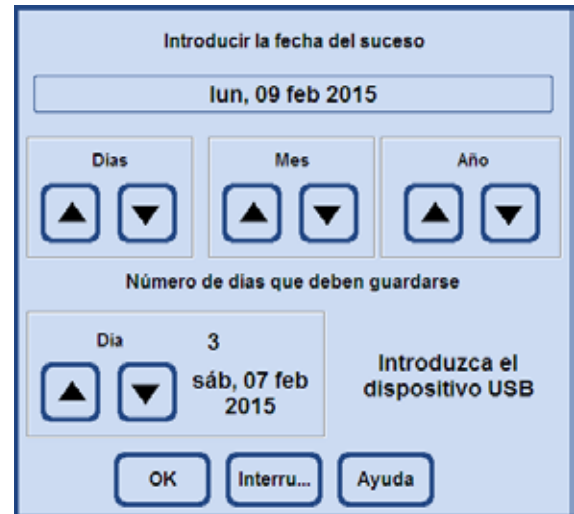 Introducir la fecha del suceso
lun, 09 feb 2015
Días
Mes
Año
Número de días que deben guardarse
Día
3
sáb, 07 feb
2015
Introduzca el
dispositivo USB
OK
Interru...
Ayuda